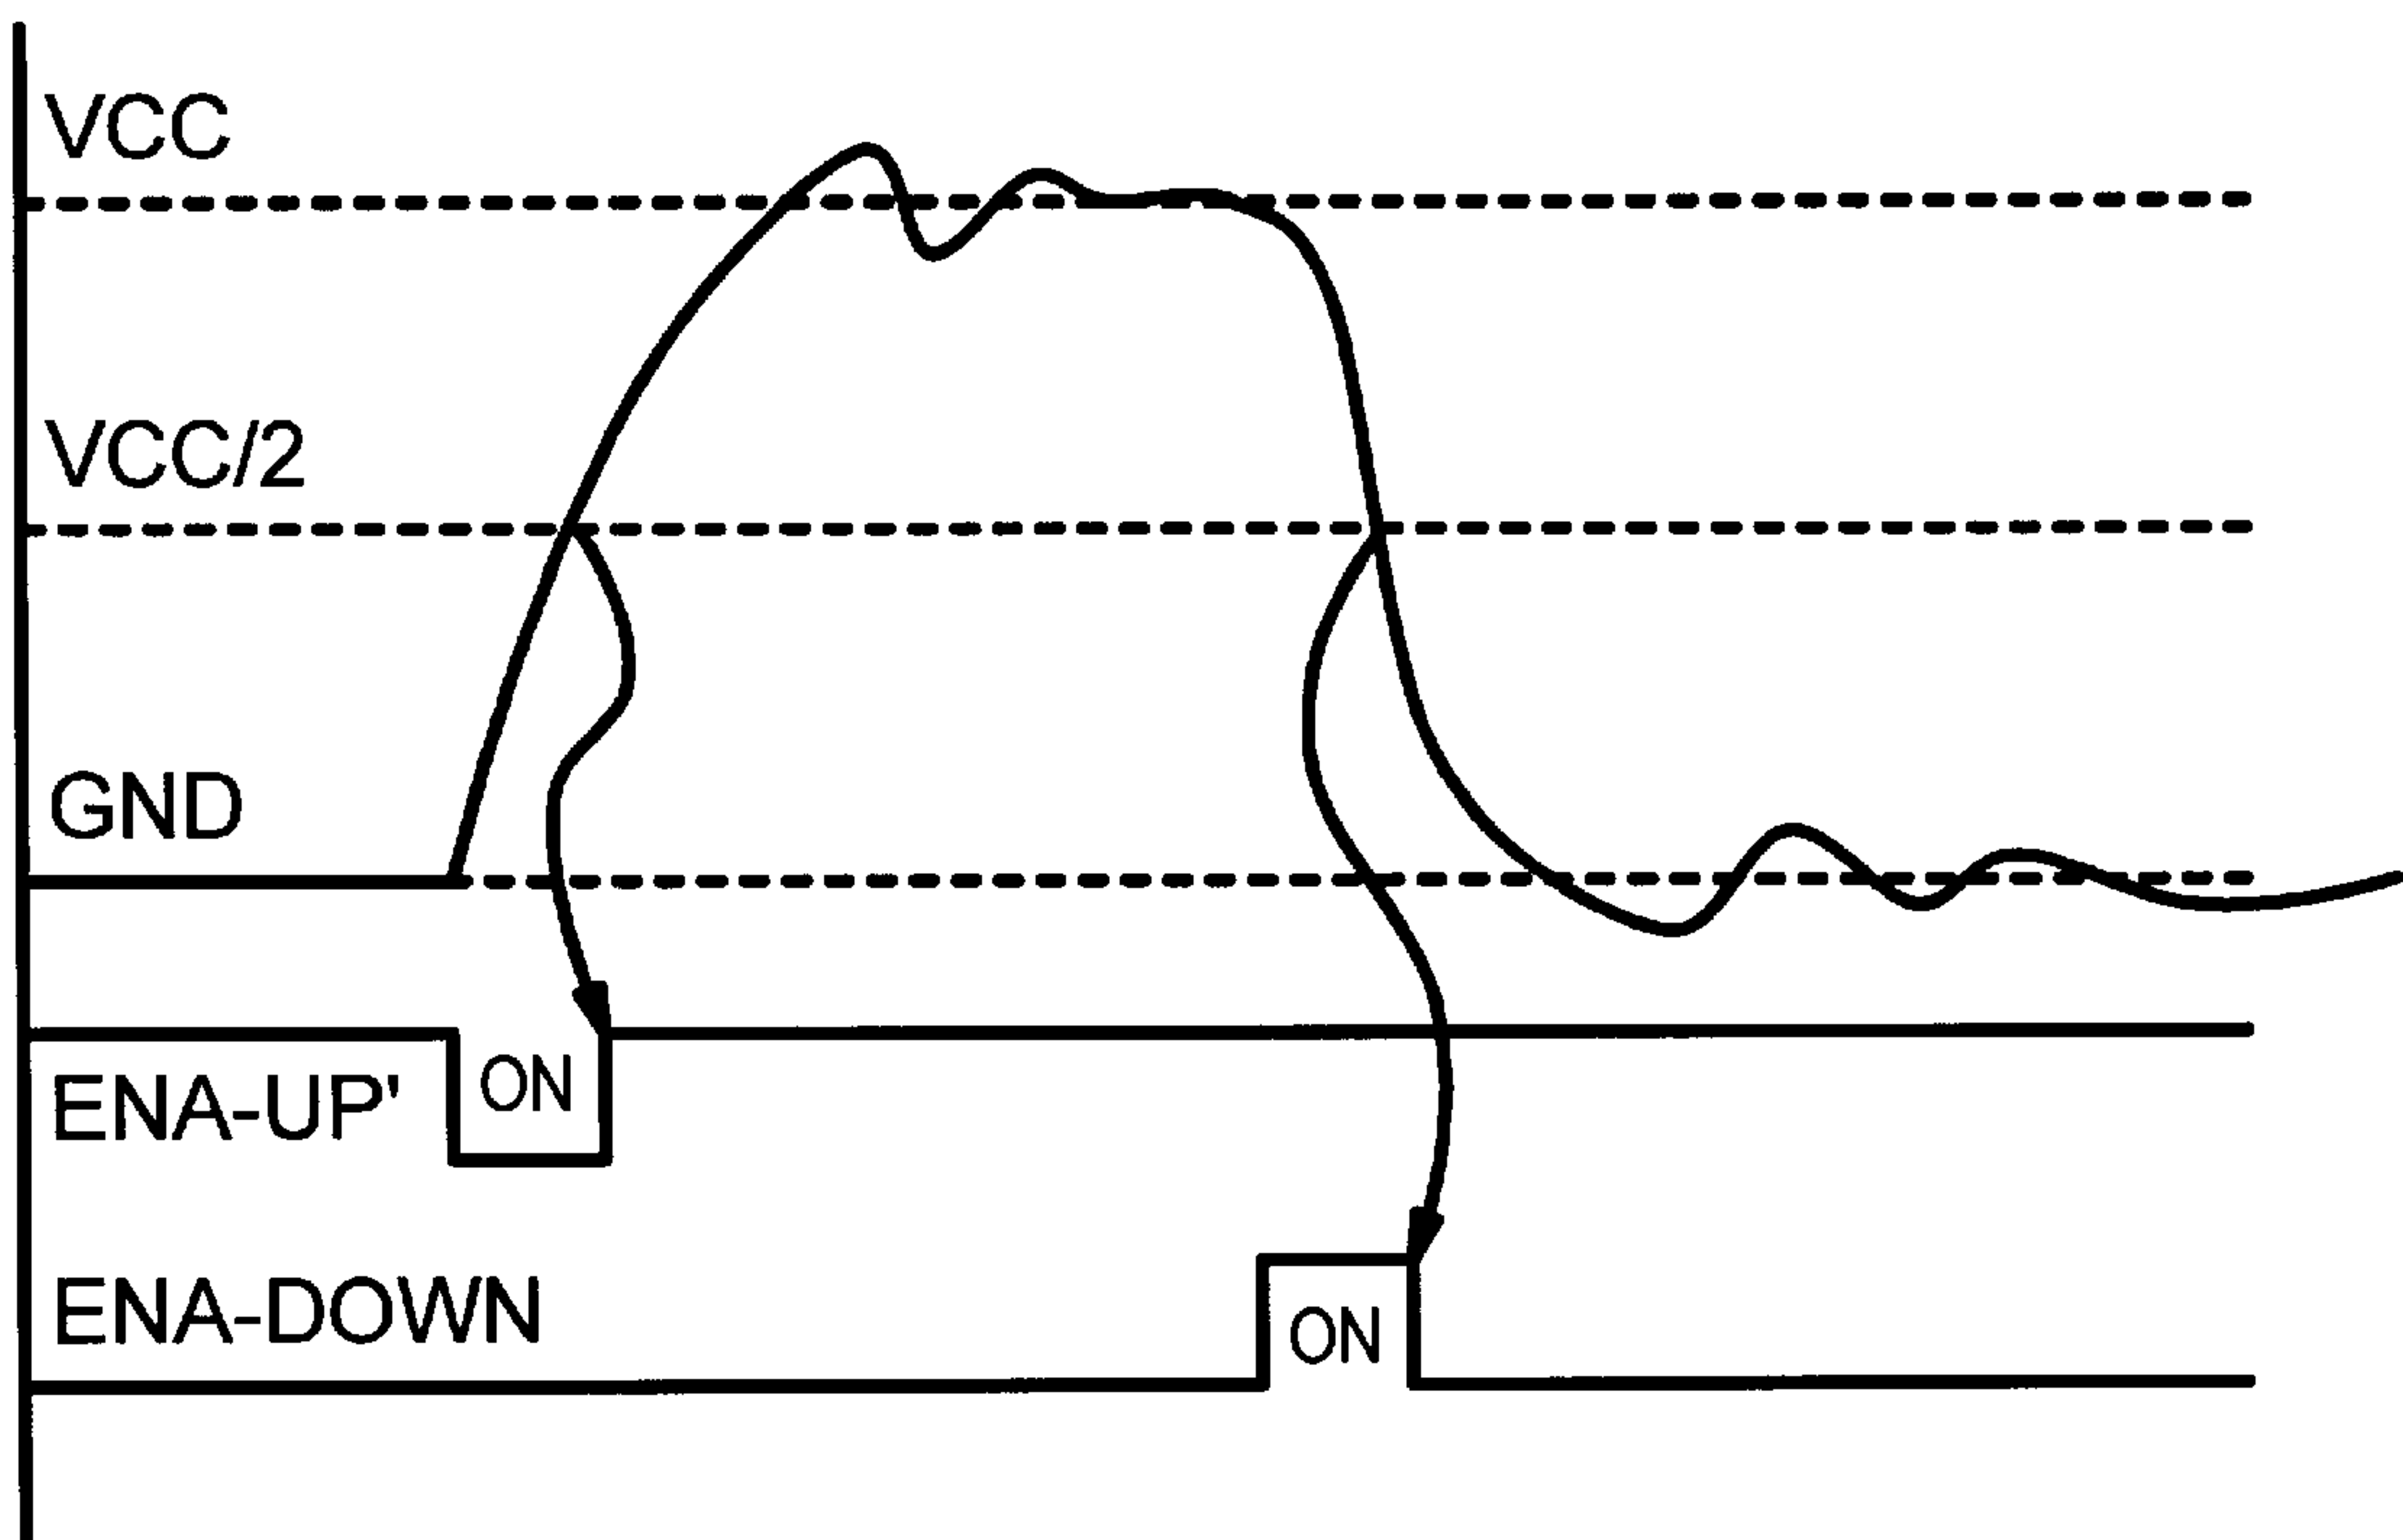 VCC
VCC/2
GND
ON
ENA-UP'
ENA-DOWN
ON